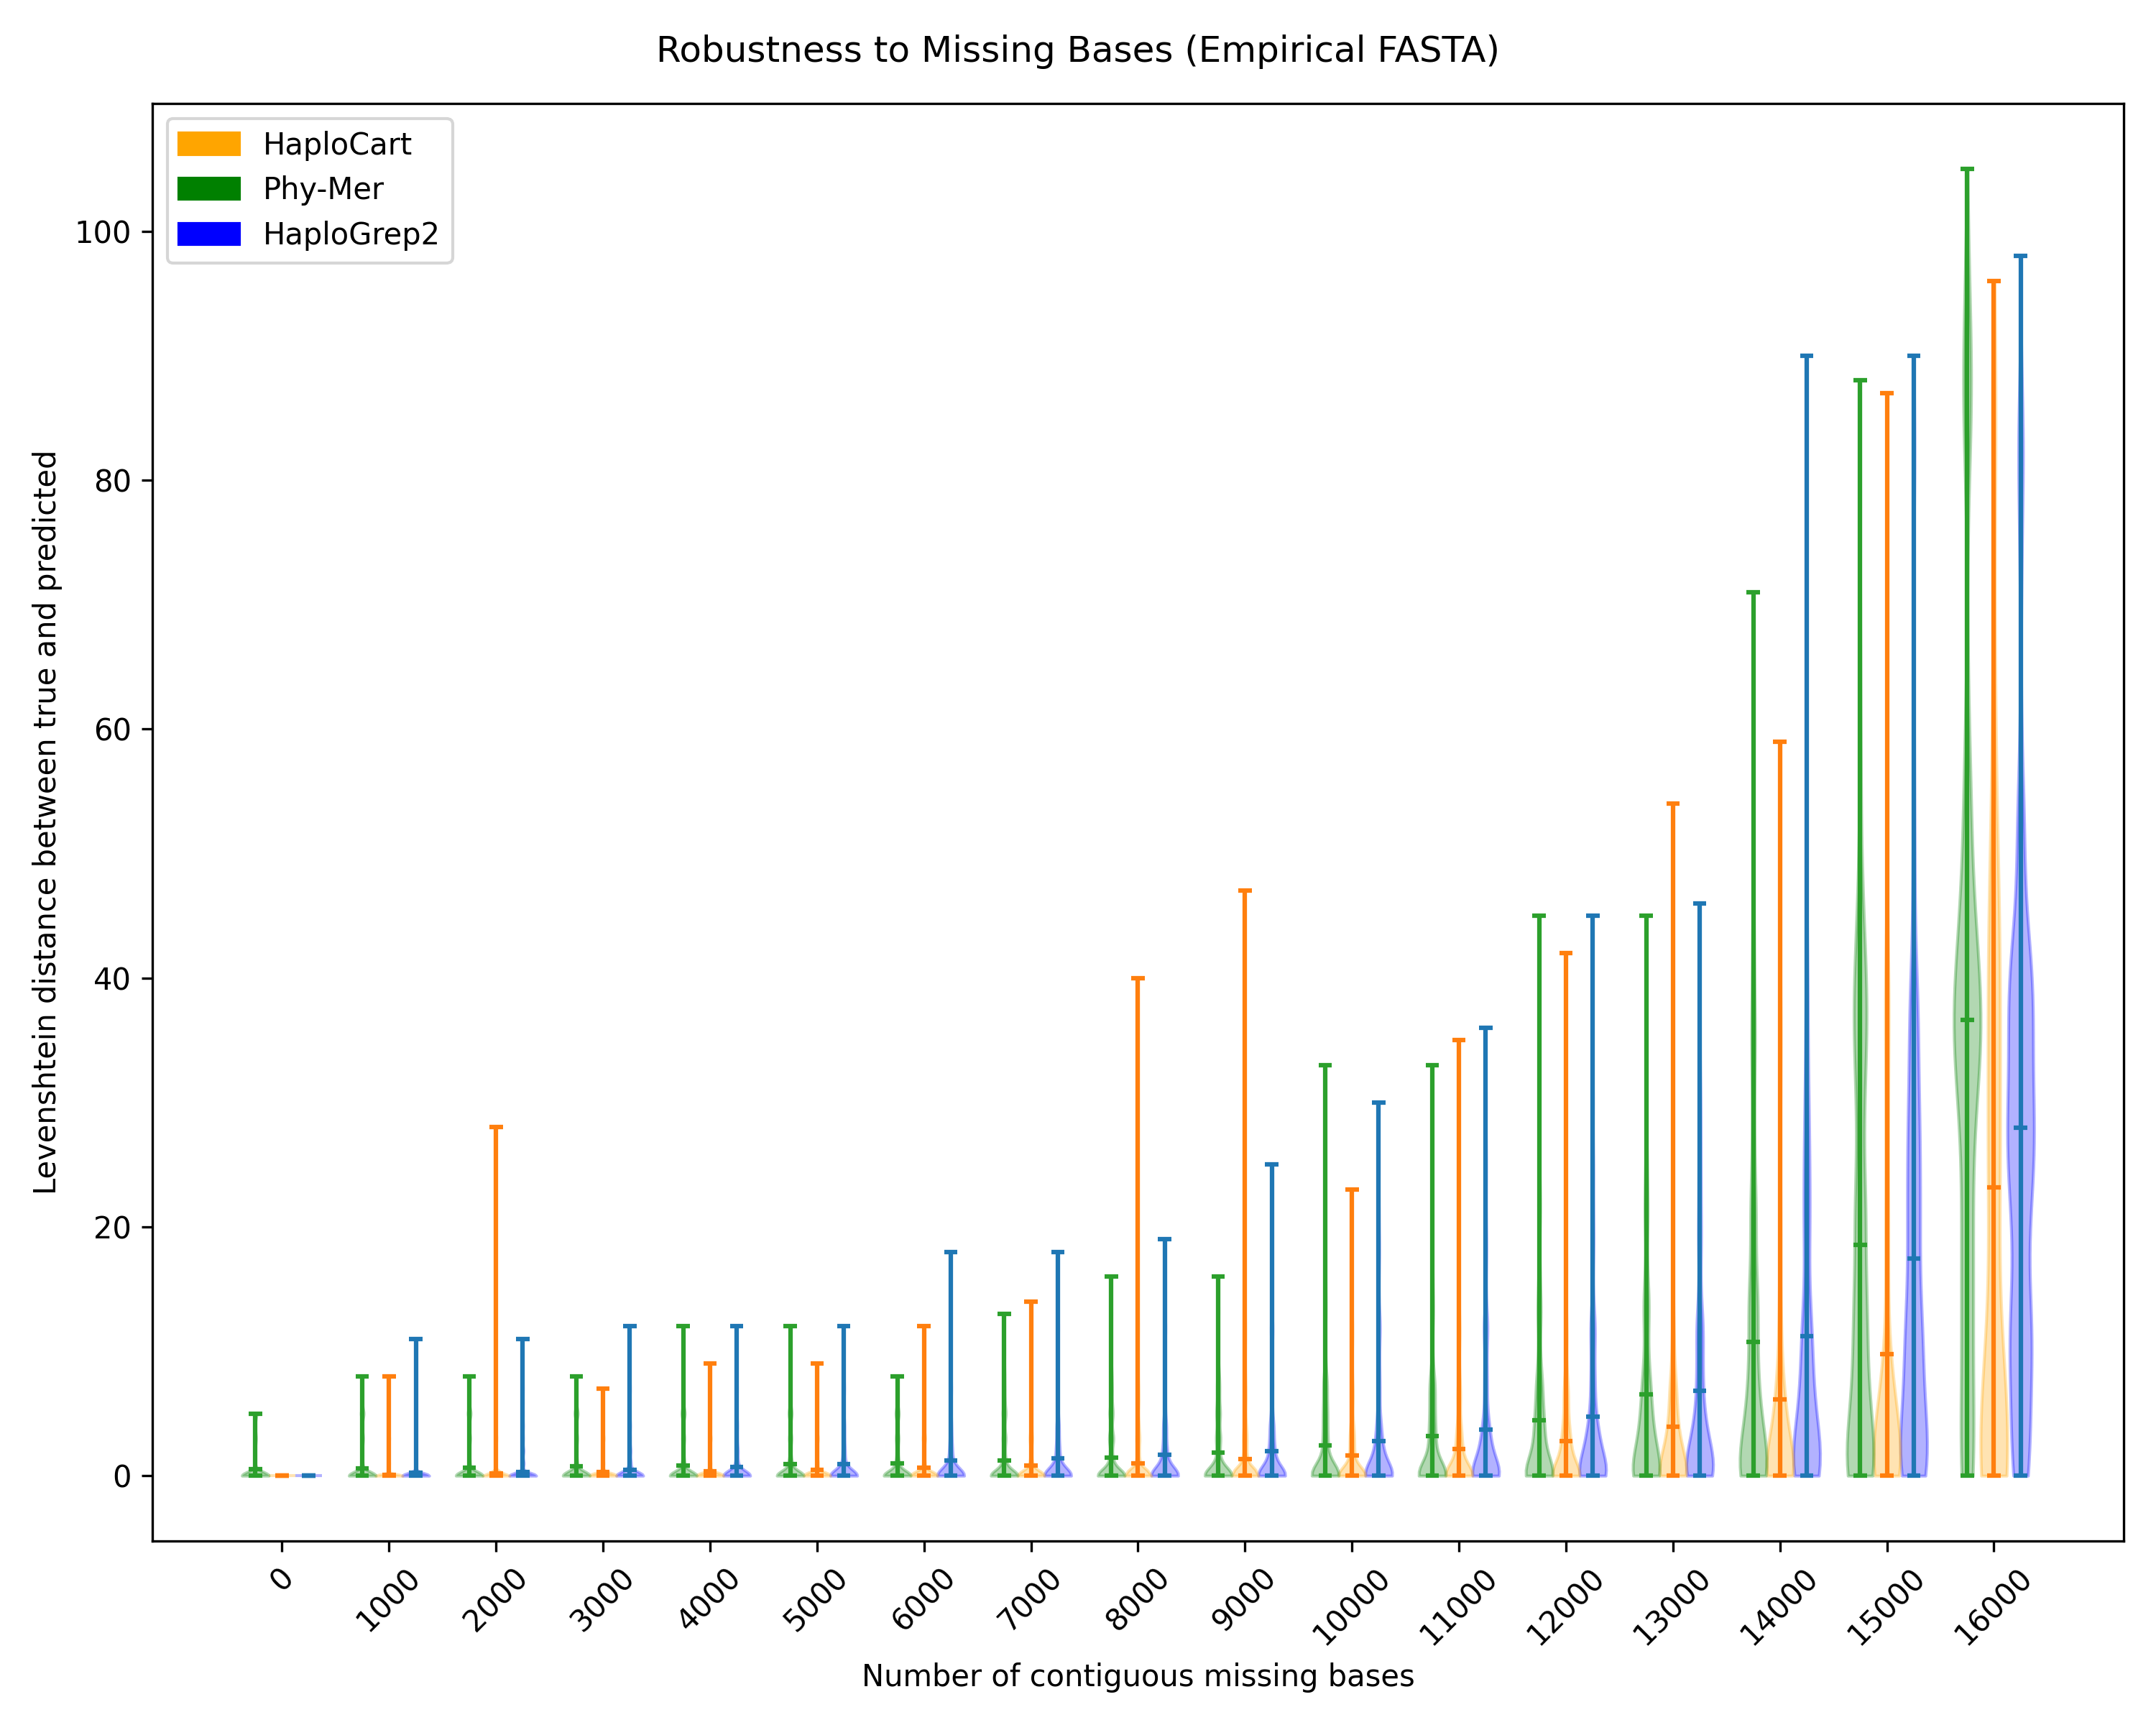 Robustness to Missing Bases (Empirical FASTA)
HaploCart
Phy-Mer
HaploGrep2
Levenshtein distance between true and predicted
100
80
60
40
20
0
0 1000 2000 3000 4000 5000 6000 7000 8000 9000 10000 11000 12000 13000 14000 15000 16000
Number of contiguous missing bases